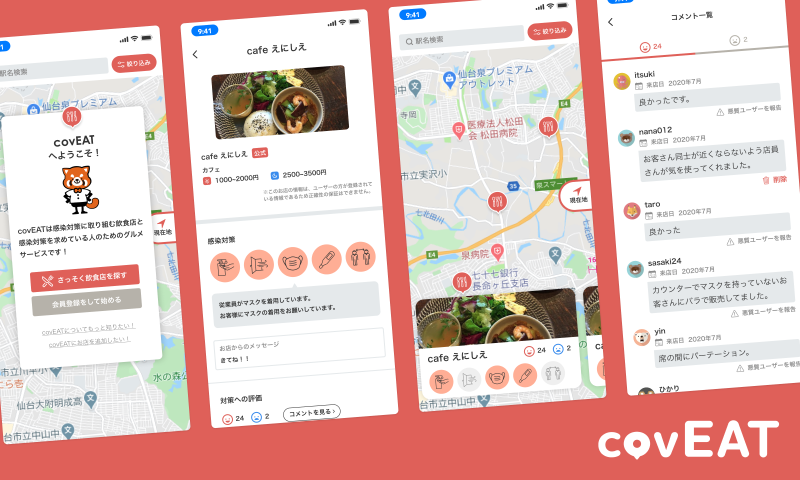 駅名検索
絞り込み
仙台泉プレミアム
covEAT
へようこそ！
covEATは感染対策に取り組む飲食店と
感染対策を求めている人のためのグルメ
サービスです！
さっそく飲食店を探す
会員登録をして始める
covEATについてもっと知りたい！
covEATにお店を追加したい！
現在地
七北田川
水の森公
仙台大附明成高
台市立中山中
9:41
cafe えにしえ
cafe えにしえ
公式
カフェ
1000~2000円
2500~3500円
※このお店の情報は、ユーザーの方が登録されて
いる情報であるため正確性の保証はできません。
感染対策
従業員がマスクを着用しています。
お客様にマスクの着用をお願いしています。
お店からのメッセージ
きてね！！
対策への評価
24
2
コメントを見る
9:41
駅名検索
絞り込み
仙台泉プレミアム
アウトレット
寺岡
E4
医療法人松田
会 松田病院
市立実沢小
35
泉スマート
現在地
七北田川
泉病院
E4
七十七銀行
長命ヶ丘支店
cafe えにしえ
24
2
台市立中山中
コメント一覧
24
2
itsuki
来店日 2020年7月
良かったです。
悪質ユーザーを報告
nana012
来店日 2020年7月
お客さん同士が近くならないよう店員
さんが気を使ってくれました。
削除
taro
来店日 2020年7月
良かった
悪質ユーザーを報告
sasaki24
来店日 2020年7月
カウンターでマスクを持っていないお
客さんにバラで販売してました。
悪質ユーザーを報告
yin
来店日 2020年7月
席の間にパーテーション。
悪質ユーザーを報告
ひかり
covEAT